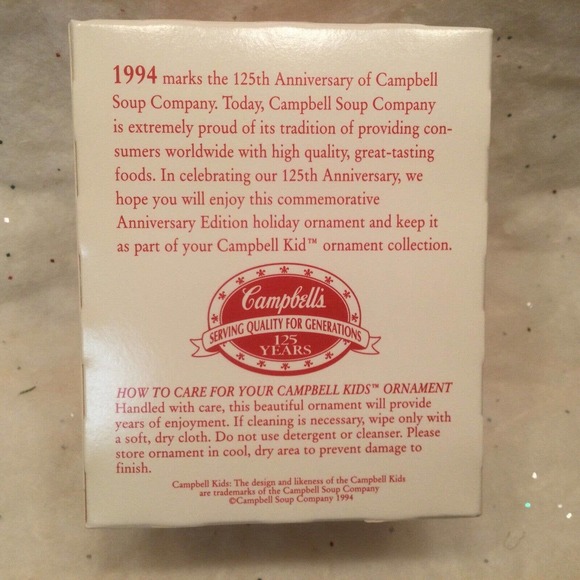 1994 marks the 125th Anniversary of Campbell
Soup Company. Today, Campbell Soup Company
is extremely proud of its tradition of providing con-
sumers worldwide with high quality, great-tasting
foods. In celebrating our 125th Anniversary, we
hope you will enjoy this commemorative
Anniversary Edition holiday ornament and keep it
as part of your Campbell Kid™ ornament collection.
Campbell's
SERVING QUALITY FOR GENERATIONS
125
YEARS
HOW TO CARE FOR YOUR CAMPBELL KIDS™ ORNAMENT
Handled with care, this beautiful ornament will provide
years of enjoyment. If cleaning is necessary, wipe only with
a soft, dry cloth. Do not use detergent or cleanser. Please
store ornament in cool, dry area to prevent damage to
finish.
Campbell Kids: The design and likeness of the Campbell Kids
are trademarks of the Campbell Soup Company
©Campbell Soup Company 1994